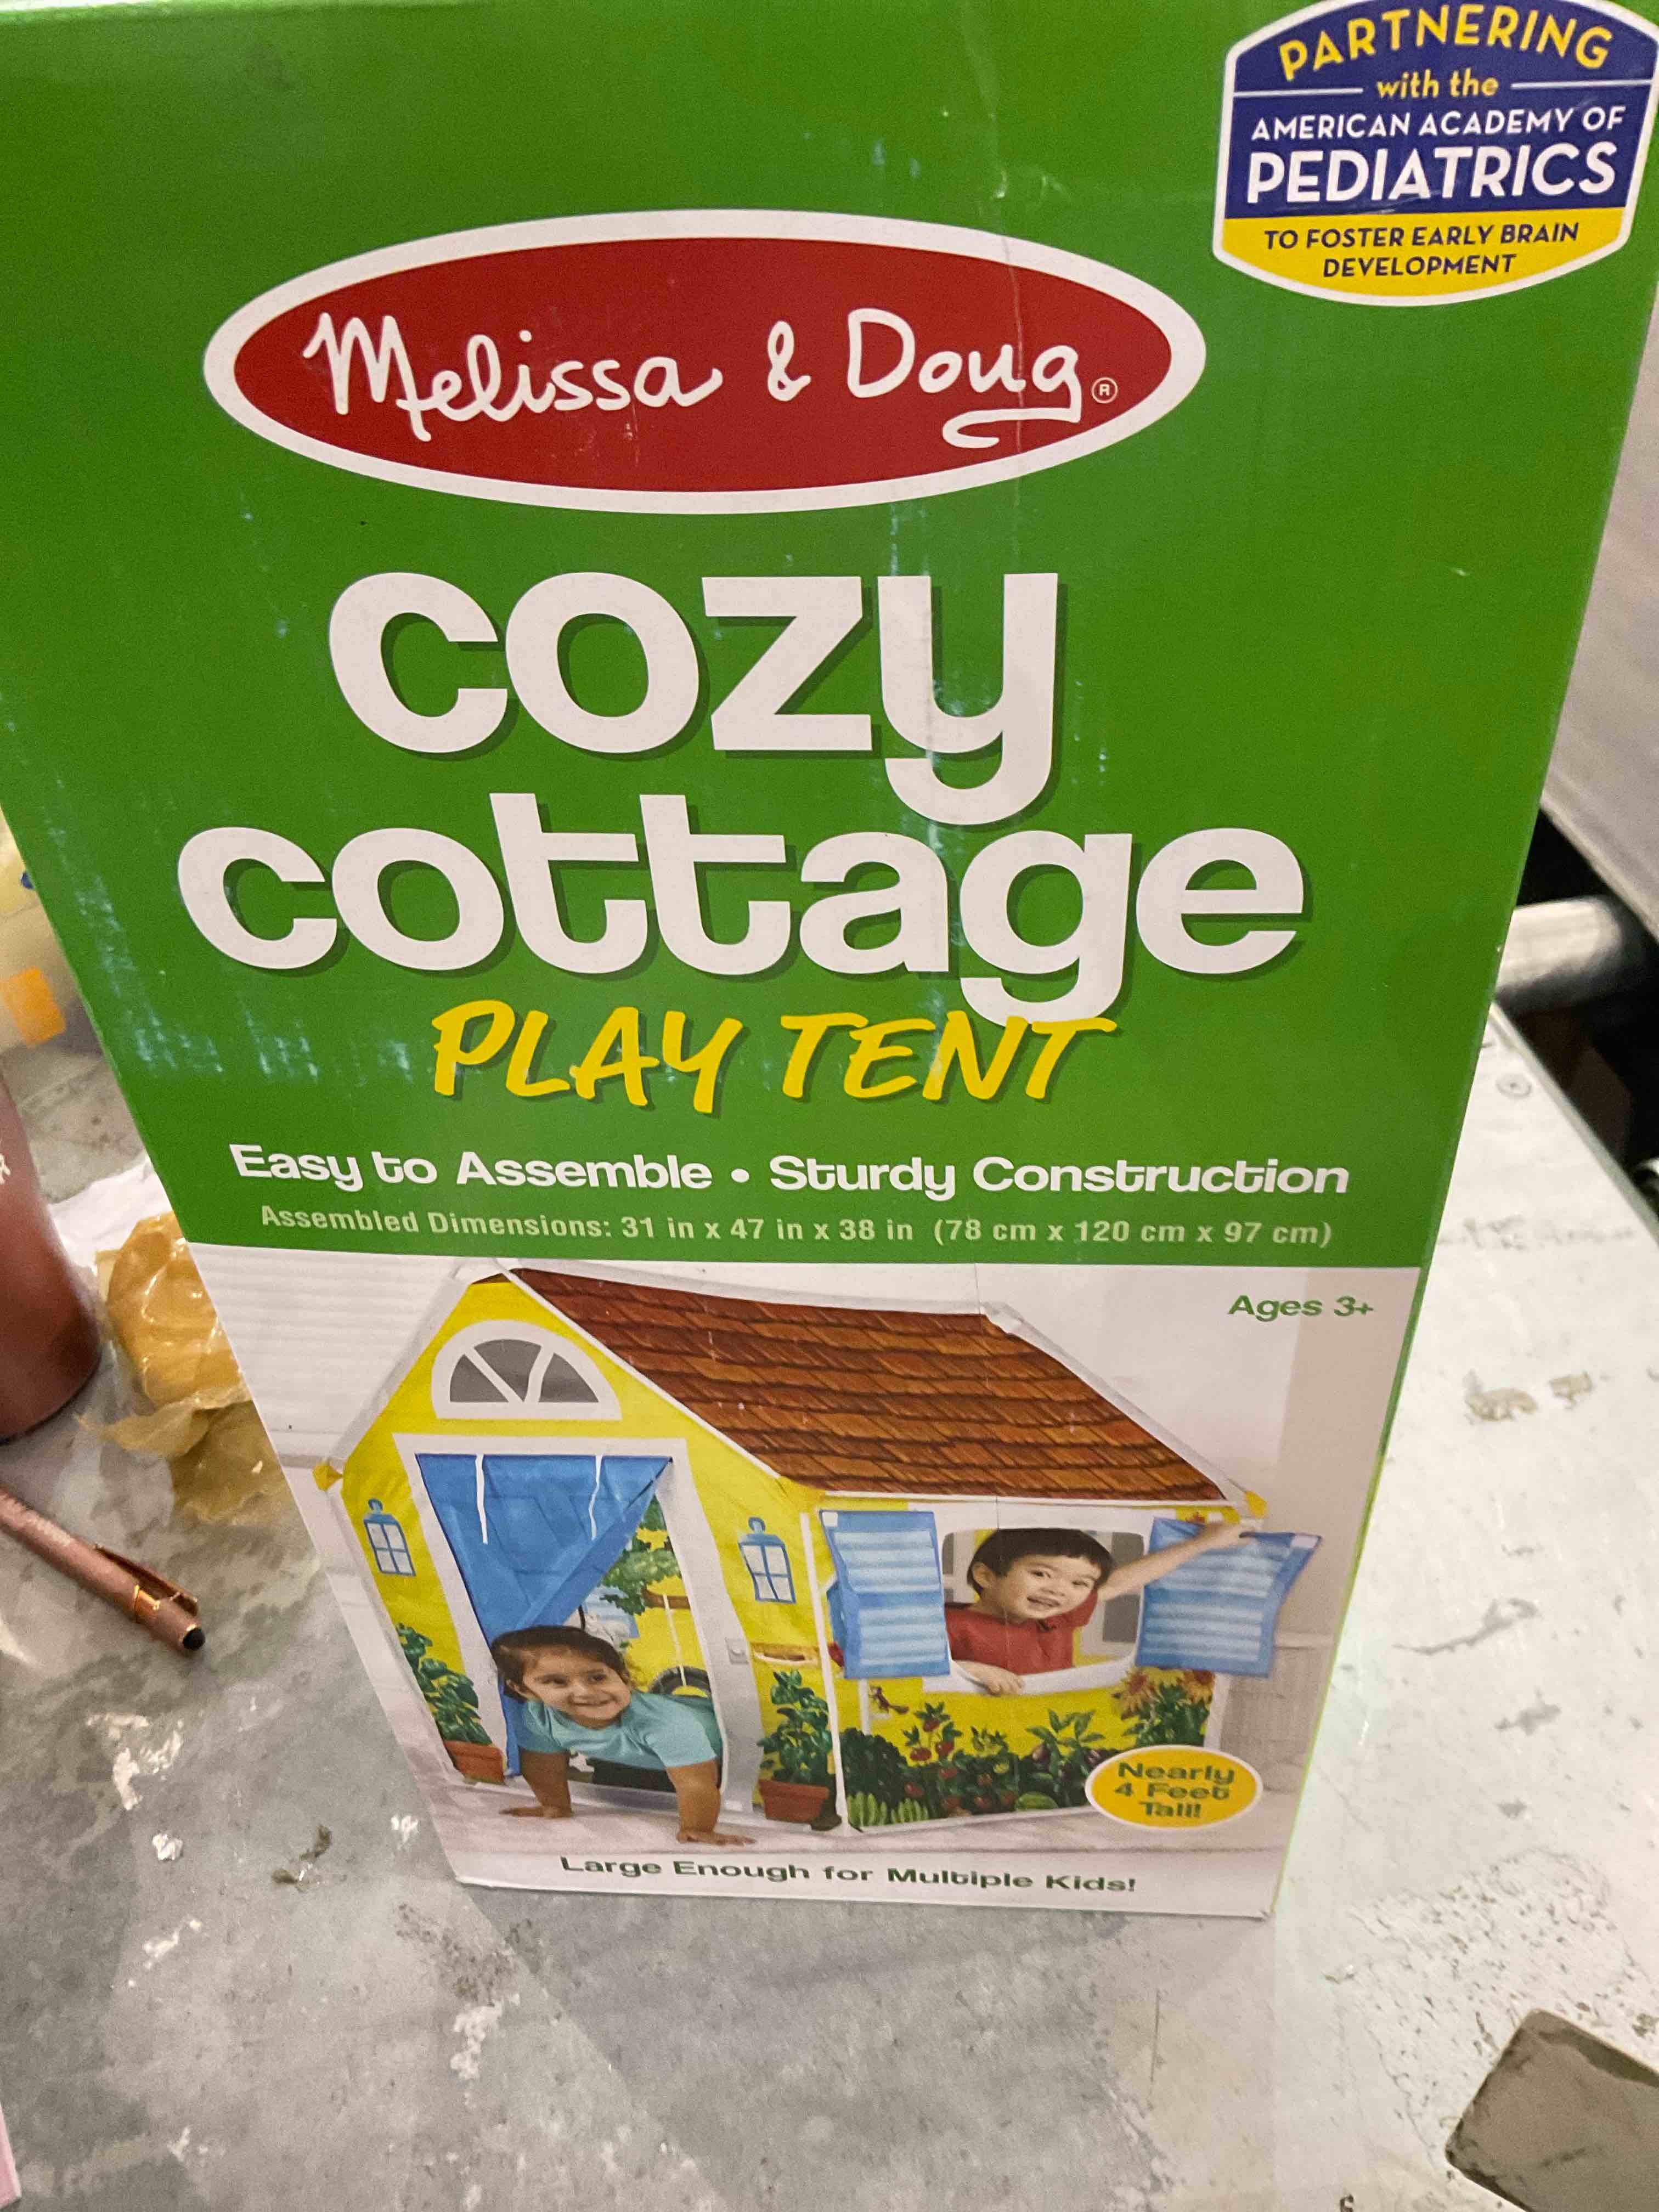 PARTNERING
with the
AMERICAN ACADEMY OF
PEDIATRICS
TO FOSTER EARLY BRAIN
DEVELOPMENT
Melissa & Doug®
cozy
cottage
PLAY TENT
Easy to Assemble • Sturdy Construction
Assembled Dimensions: 31 in x 47 in x 38 in (78 cm x 120 cm x 97 cm)
Ages 3+
Nearly
4 Feet
Tall!
Large Enough for Multiple Kids!